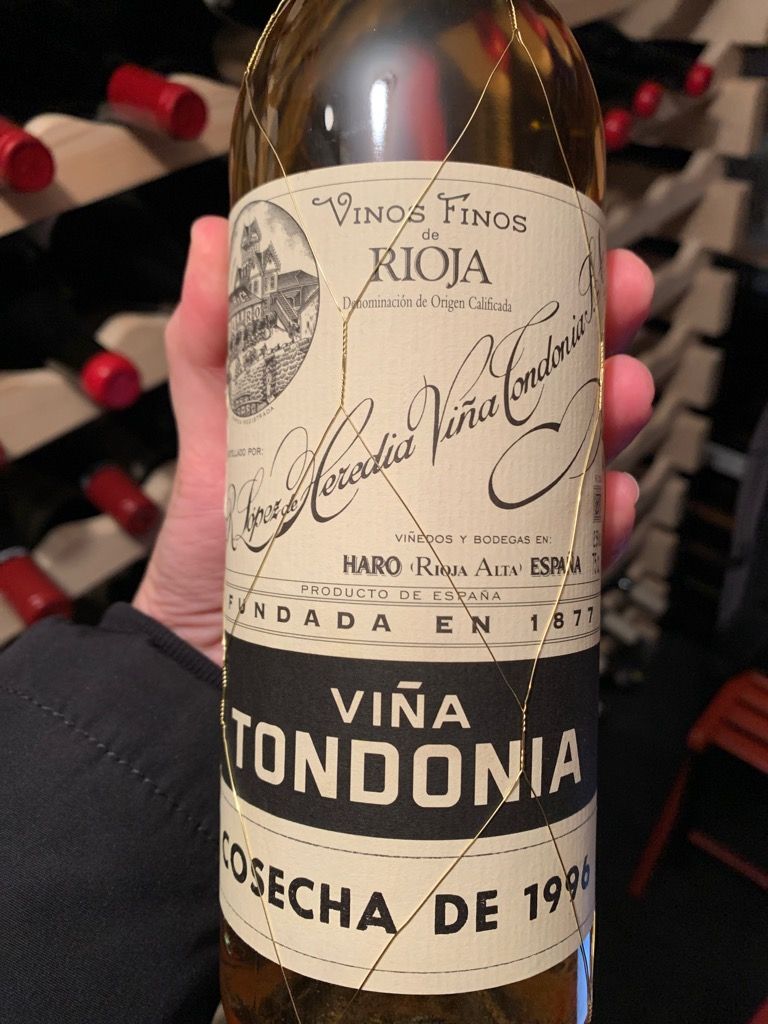 VINOS FINOS
de
RIOJA
Denominación de Origen Calificada
R. López de Heredia Viña Tondonia
VIÑEDOS Y BODEGAS EN:
HARO (RIOJA ALTA) ESPAÑA
PRODUCTO DE ESPAÑA
FUNDADA EN 1877
VIÑA
TONDONIA
COSECHA DE 1996